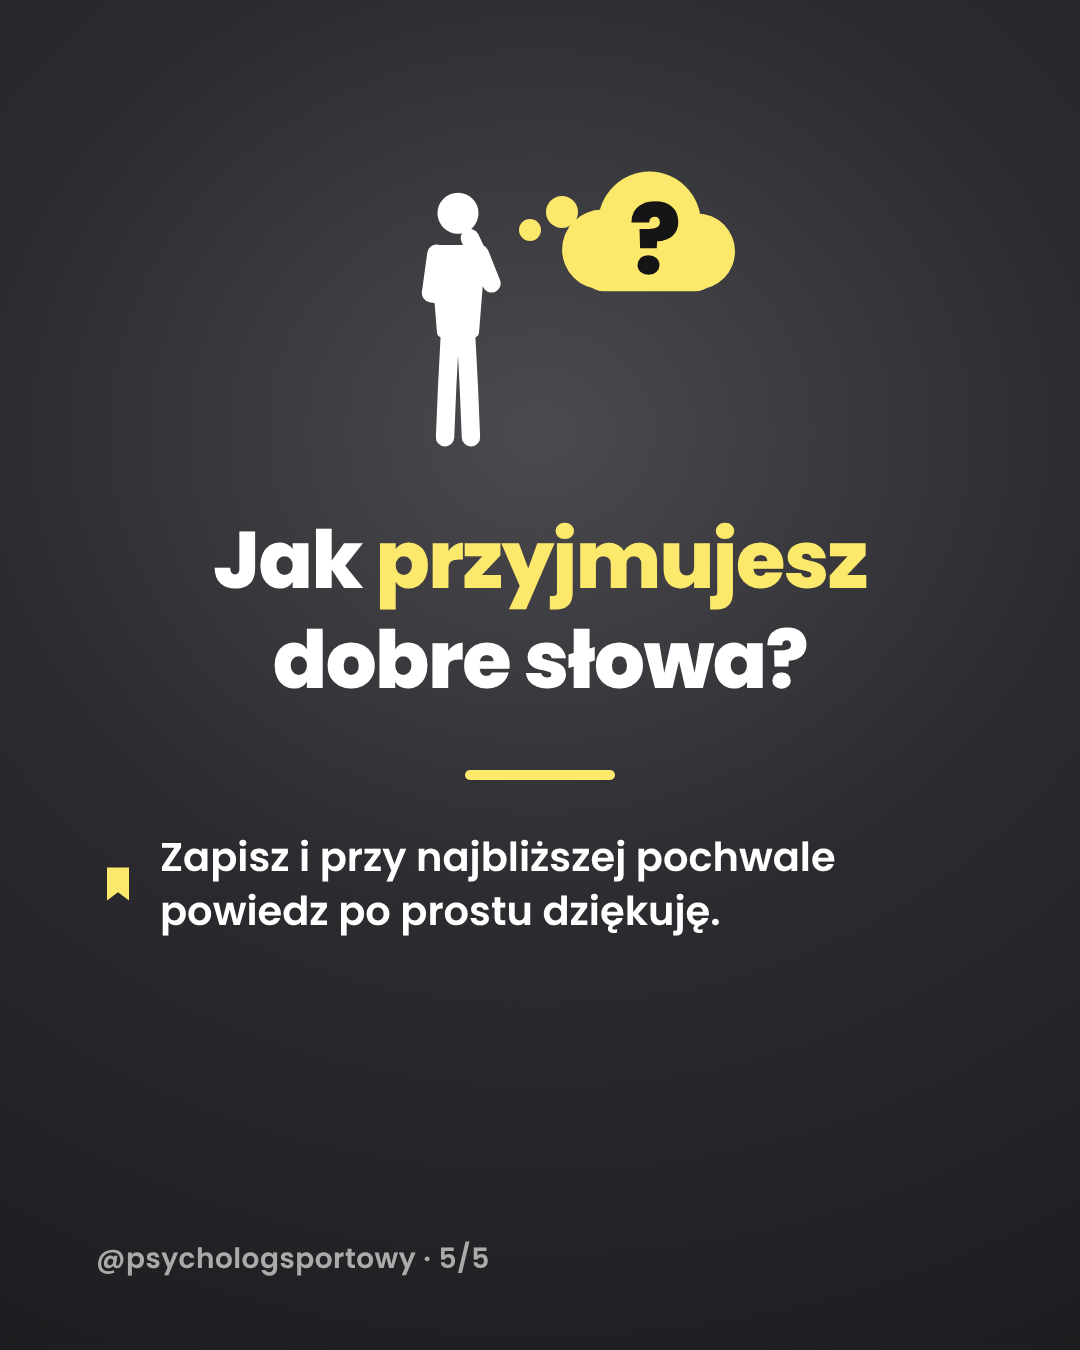 ?
Jak przyjmujesz
dobre słowa?
Zapisz i przy najbliższej pochwale
powiedz po prostu dziękuję.
@psychologsportowy · 5/5